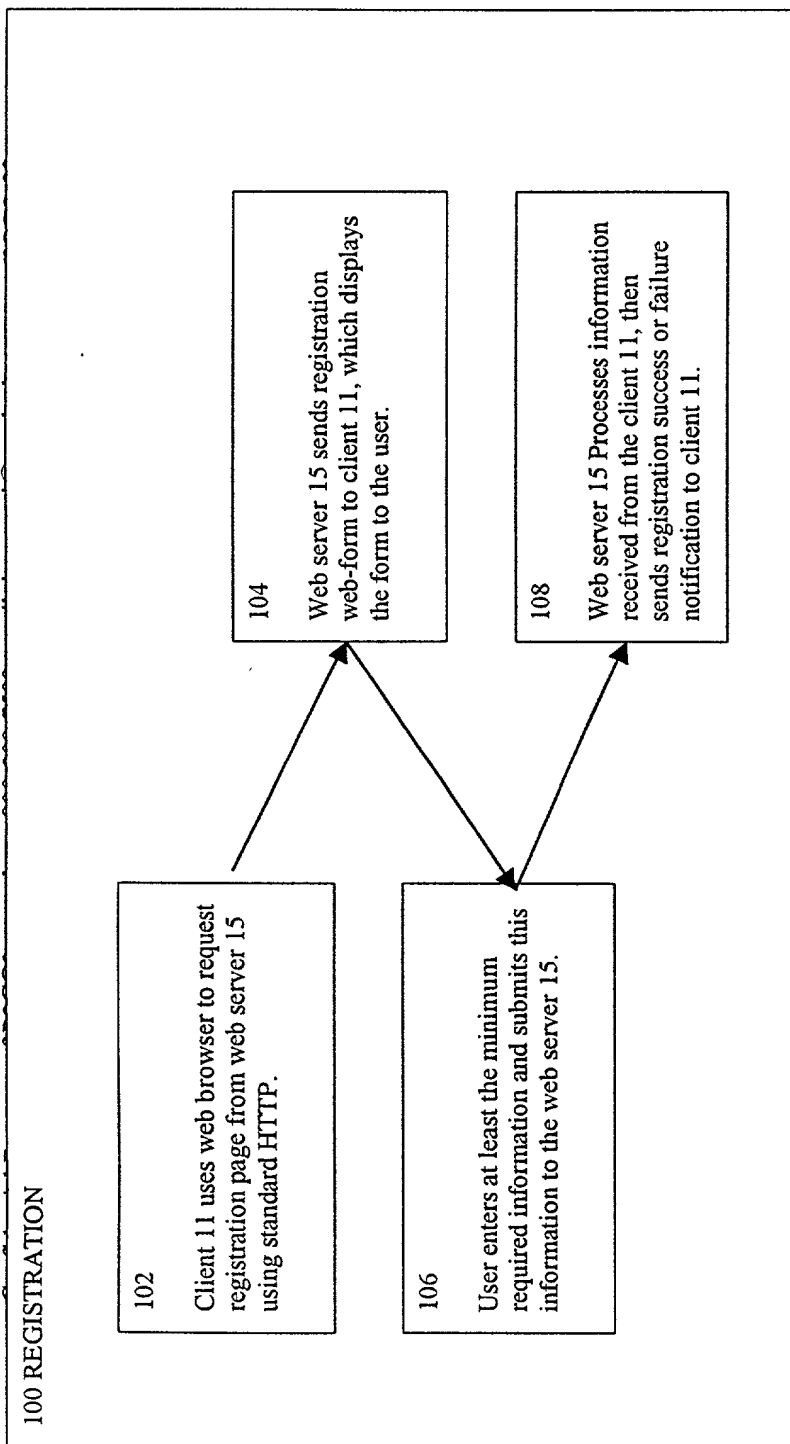 100 REGISTRATION
102
Client 11 uses web browser to request
registration page from web server 15
using standard HTTP.
104
Web server 15 sends registration
web-form to client 11, which displays
the form to the user.
106
User enters at least the minimum
required information and submits this
information to the web server 15.
108
Web server 15 Processes information
received from the client 11, then
sends registration success or failure
notification to client 11.